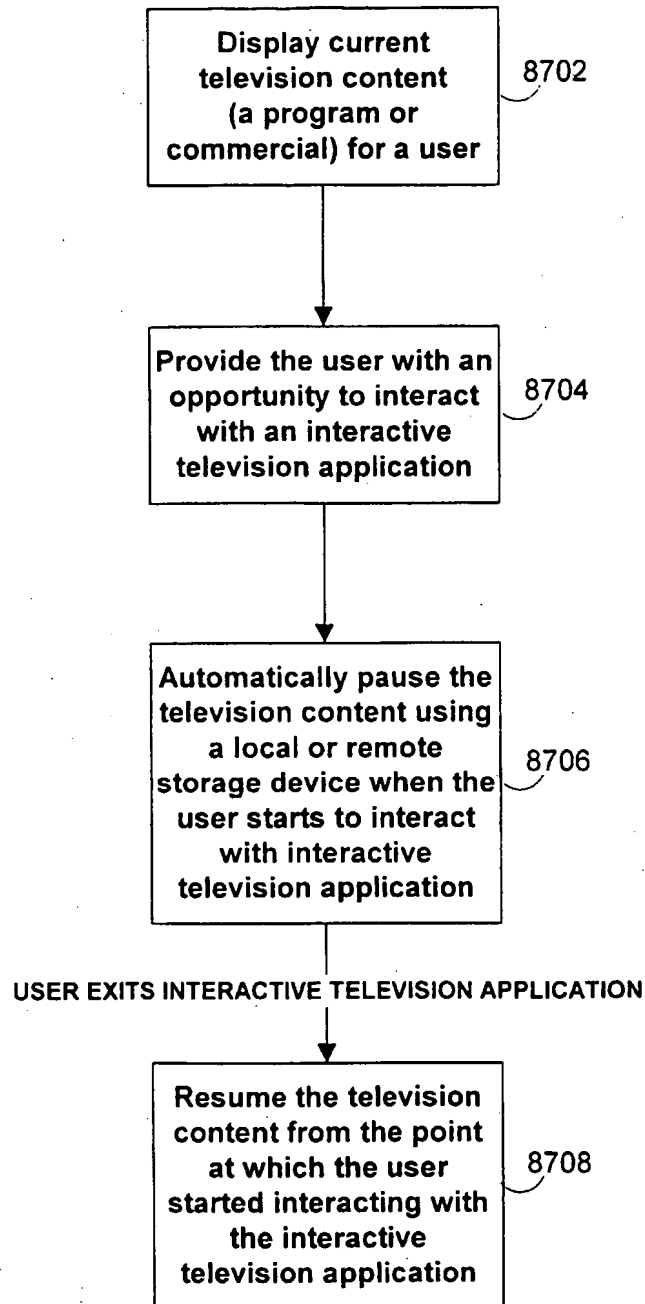 Display current
television content
(a program or
commercial) for a user
8702
Provide the user with an
opportunity to interact
with an interactive
television application
8704
Automatically pause the
television content using
a local or remote
storage device when the
user starts to interact
with interactive
television application
8706
USER EXITS INTERACTIVE TELEVISION APPLICATION
Resume the television
content from the point
at which the user
started interacting with
the interactive
television application
8708